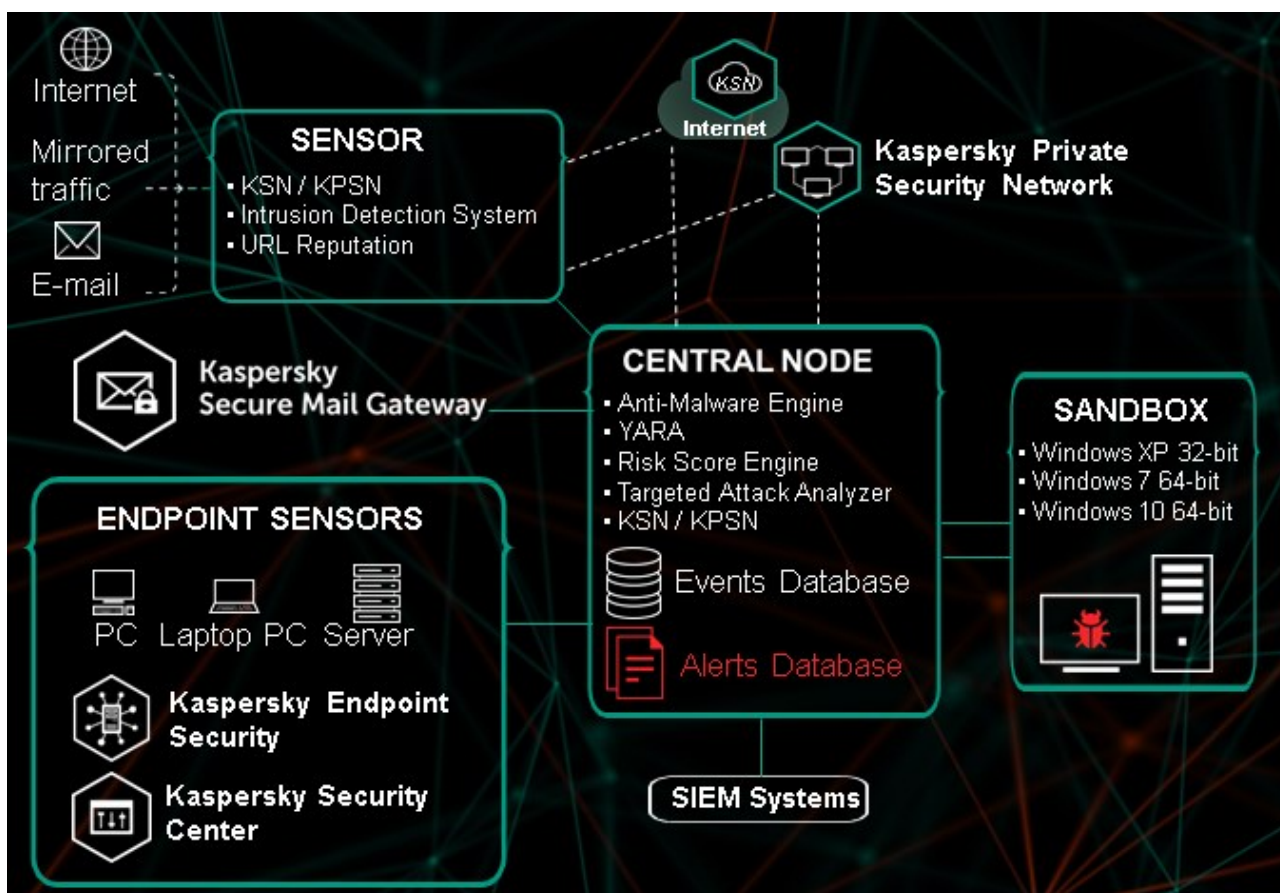 Internet
Mirrored
traffic
E-mail
SENSOR
▪ KSN / KPSN
▪ Intrusion Detection System
▪ URL Reputation
KSN
Internet
Kaspersky Private
Security Network
Kaspersky
Secure Mail Gateway
CENTRAL NODE
▪ Anti-Malware Engine
▪ YARA
▪ Risk Score Engine
▪ Targeted Attack Analyzer
▪ KSN / KPSN
Events Database
Alerts Database
SANDBOX
▪ Windows XP 32-bit
▪ Windows 7 64-bit
▪ Windows 10 64-bit
ENDPOINT SENSORS
PC Laptop PC Server
Kaspersky Endpoint
Security
Kaspersky Security
Center
SIEM Systems